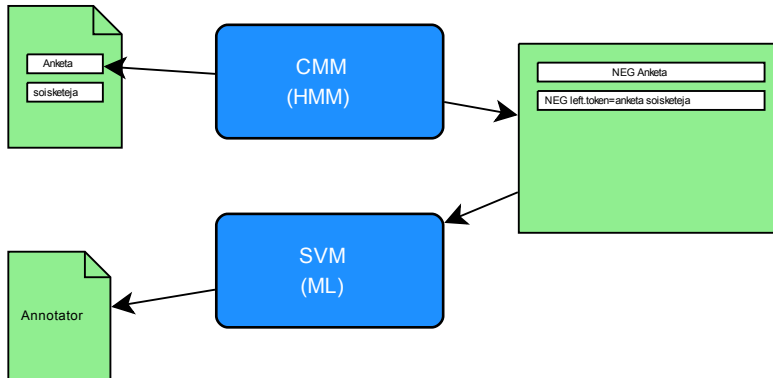 Anketa
soisketeja
CMM
(HMM)
NEG Anketa
NEG left.token=anketa soisketeja
SVM
(ML)
Annotator